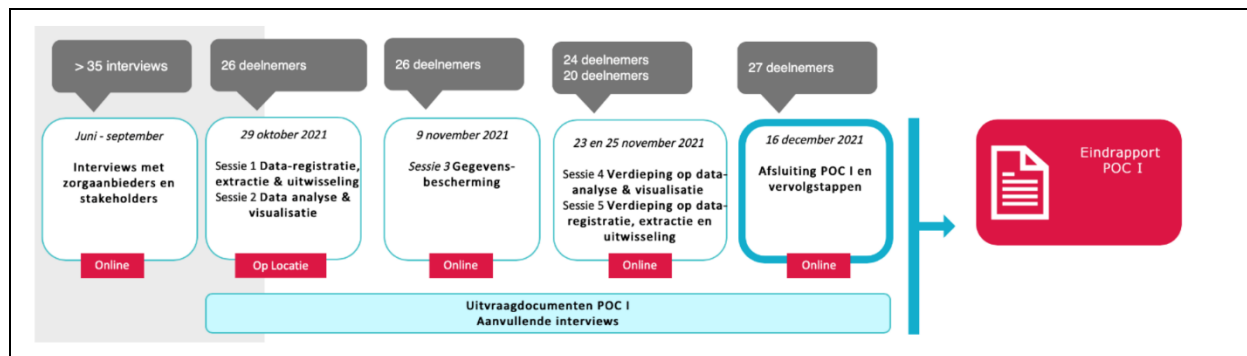 > 35 interviews
26 deelnemers
26 deelnemers
24 deelnemers
20 deelnemers
27 deelnemers
Juni - september
Interviews met
zorgaanbieders en
stakeholders
Online
29 oktober 2021
Sessie 1 Data-registratie,
extractie & uitwisseling
Sessie 2 Data analyse &
visualisatie
Op Locatie
9 november 2021
Sessie 3 Gegevens-
bescherming
Online
23 en 25 november 2021
Sessie 4 Verdieping op data-
analyse & visualisatie
Sessie 5 Verdieping op data-
registratie, extractie en
uitwisseling
Online
16 december 2021
Afsluiting POC I en
vervolgstappen
Online
Eindrapport
POC I
Uitvraagdocumenten POC I
Aanvullende interviews